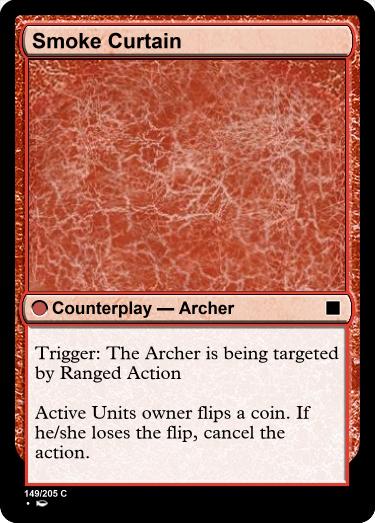 Smoke Curtain
Counterplay — Archer
Trigger: The Archer is being targeted
by Ranged Action
Active Units owner flips a coin. If
he/she loses the flip, cancel the
action.
149/205 C